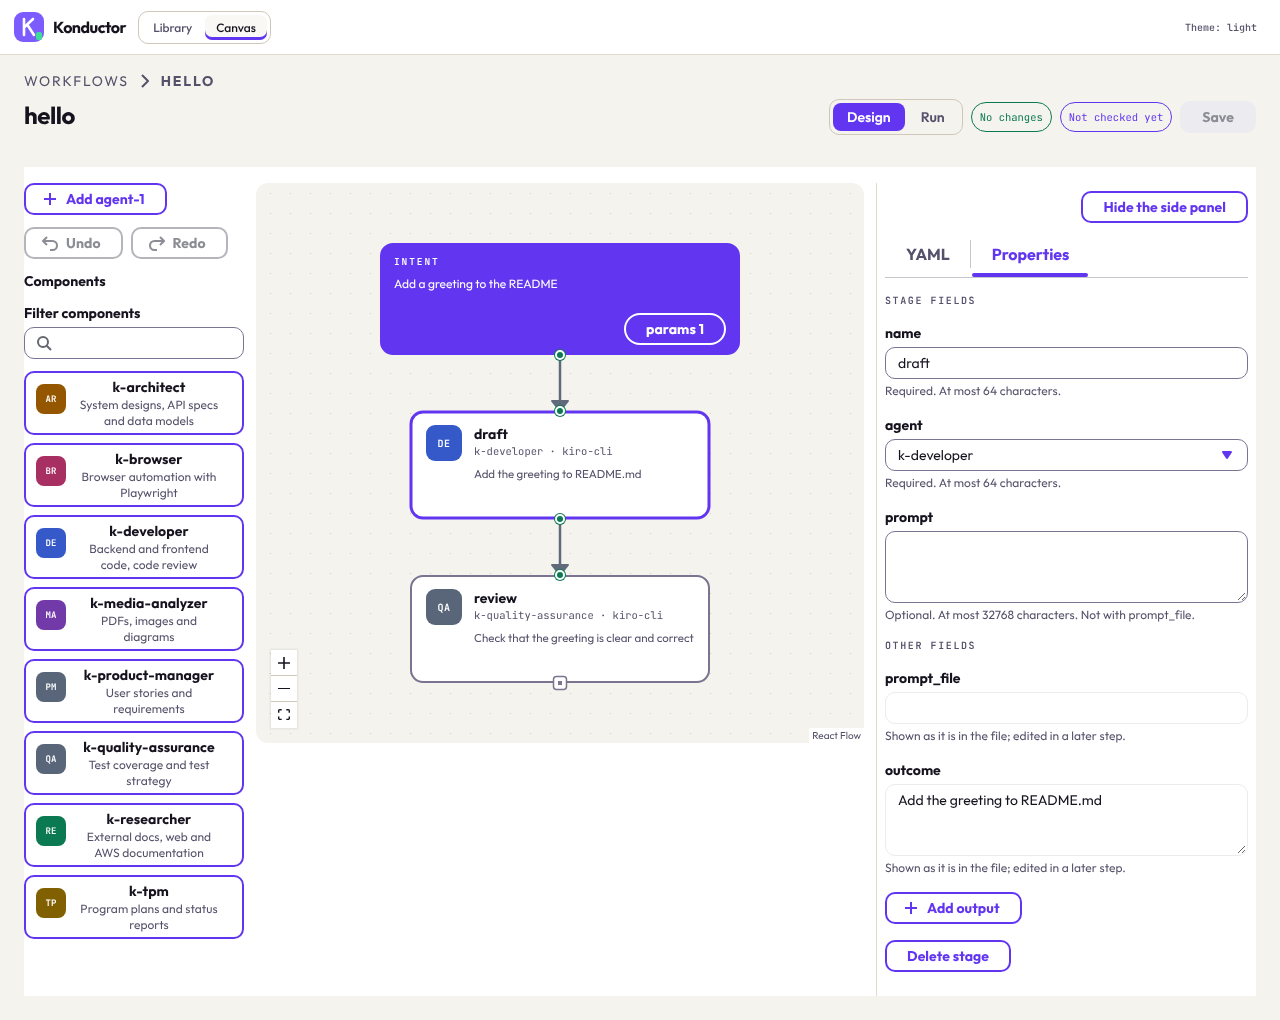 Konductor
Library
Canvas
Theme: light
WORKFLOWS > HELLO
hello
Design
Run
No changes
Not checked yet
Save
Add agent-1
Undo
Redo
Components
Filter components
AR
k-architect
System designs, API specs
and data models
BR
k-browser
Browser automation with
Playwright
DE
k-developer
Backend and frontend
code, code review
MA
k-media-analyzer
PDFs, images and
diagrams
PM
k-product-manager
User stories and
requirements
QA
k-quality-assurance
Test coverage and test
strategy
RE
k-researcher
External docs, web and
AWS documentation
TP
k-tpm
Program plans and status
reports
INTENT
Add a greeting to the README
params 1
DE
draft
k-developer · kiro-cli
Add the greeting to README.md
QA
review
k-quality-assurance · kiro-cli
Check that the greeting is clear and correct
React Flow
Hide the side panel
YAML
Properties
STAGE FIELDS
name
draft
Required. At most 64 characters.
agent
k-developer
Required. At most 64 characters.
prompt
Optional. At most 32768 characters. Not with prompt_file.
OTHER FIELDS
prompt_file
Shown as it is in the file; edited in a later step.
outcome
Add the greeting to README.md
Shown as it is in the file; edited in a later step.
Add output
Delete stage